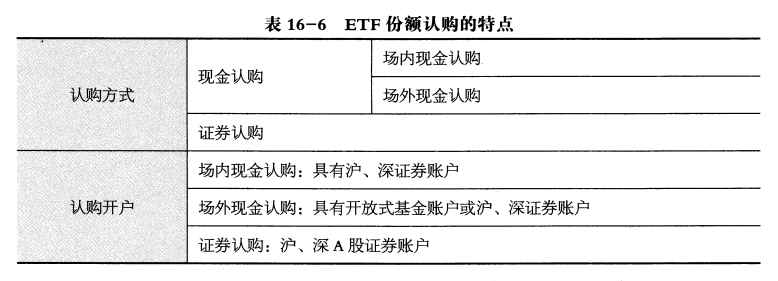 表 16-6 ETF 份额认购的特点
认购方式
现金认购
场内现金认购
场外现金认购
证券认购
认购开户
场内现金认购：具有沪、深证券账户
场外现金认购：具有开放式基金账户或沪、深证券账户
证券认购：沪、深 A 股证券账户